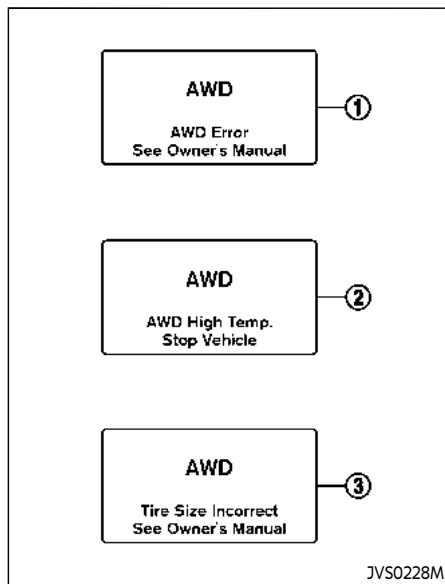 AWD
AWD Error
See Owner's Manual
①
AWD
AWD High Temp.
Stop Vehicle
②
AWD
Tire Size Incorrect
See Owner's Manual
③
JVS0228M